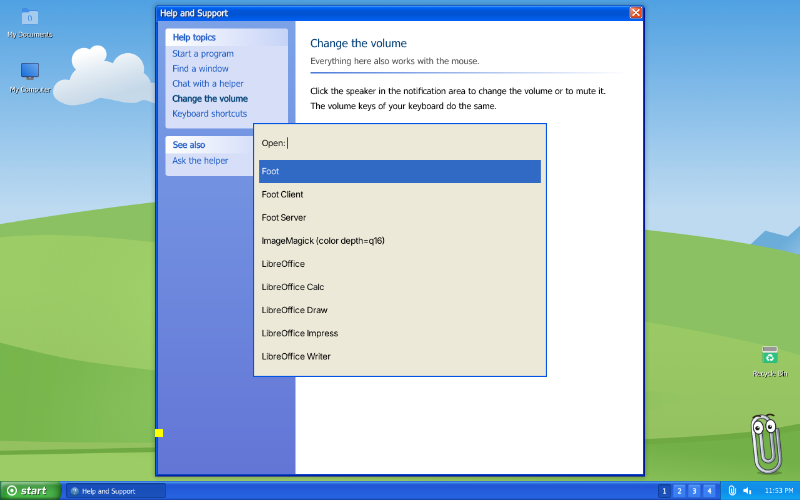 Help and Support
My Documents
My Computer
Help topics
Start a program
Find a window
Chat with a helper
Change the volume
Keyboard shortcuts
See also
Ask the helper
Change the volume
Everything here also works with the mouse.
Click the speaker in the notification area to change the volume or to mute it.
The volume keys of your keyboard do the same.
Open:
Foot
Foot Client
Foot Server
ImageMagick (color depth=q16)
LibreOffice
LibreOffice Calc
LibreOffice Draw
LibreOffice Impress
LibreOffice Writer
Recycle Bin
start
Help and Support
1 2 3 4
11:53 PM